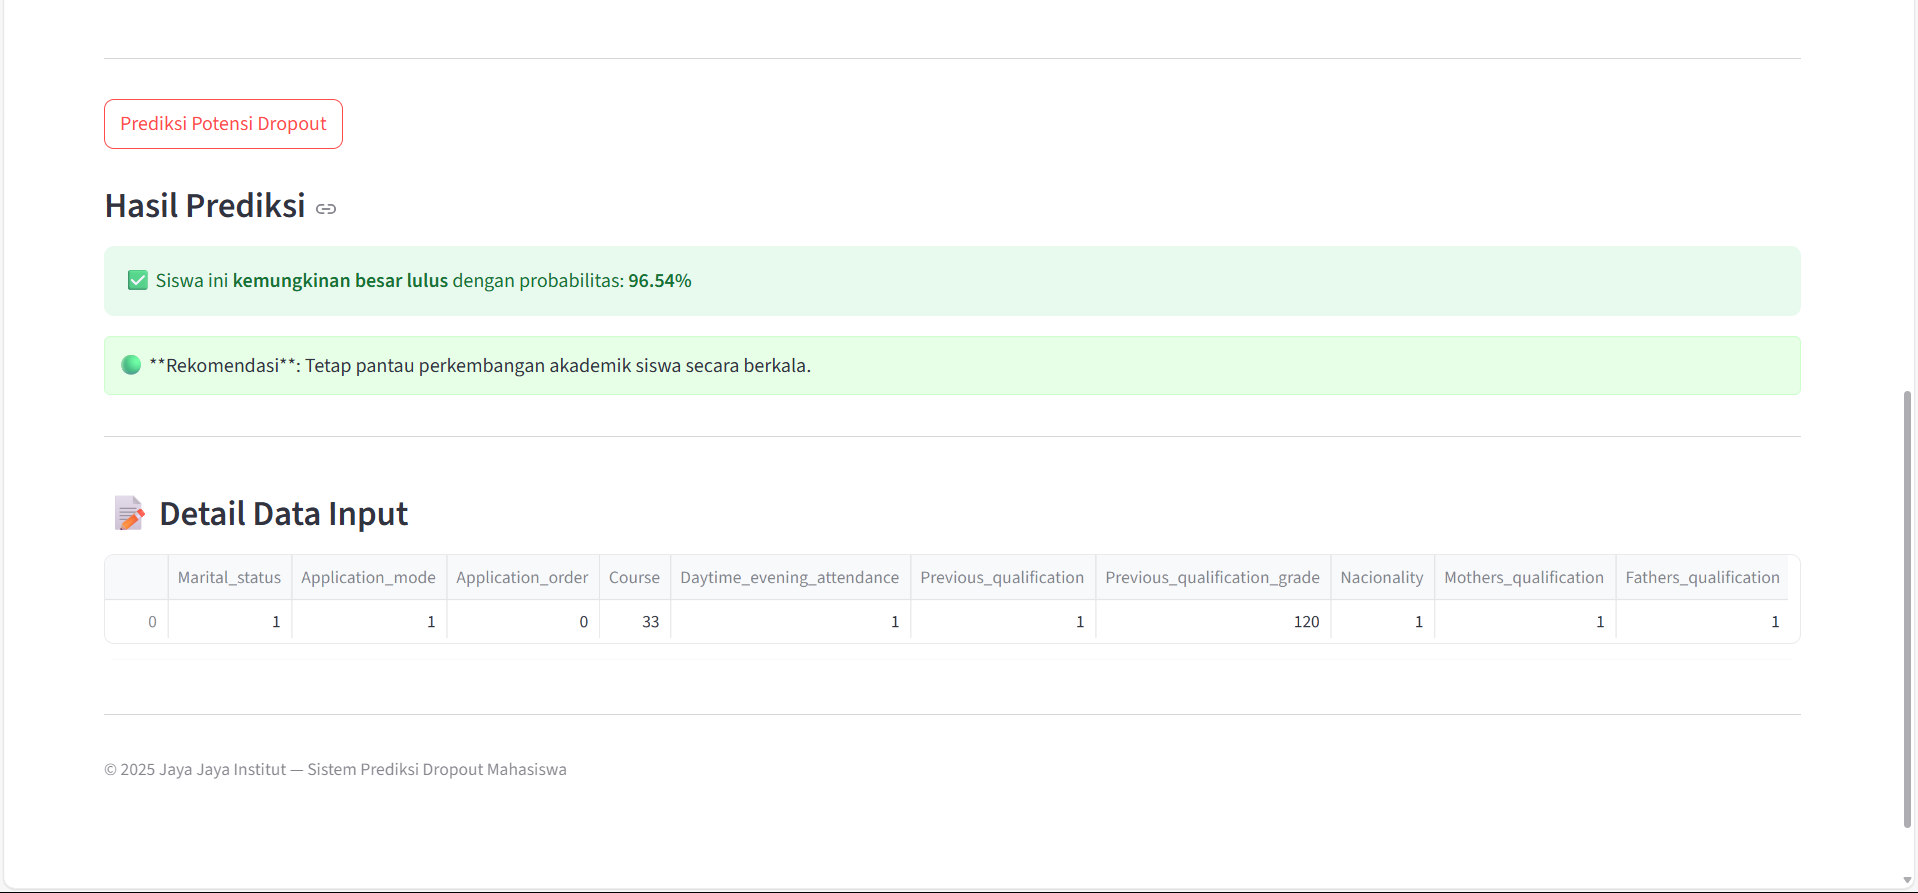 Prediksi Potensi Dropout
Hasil Prediksi
✅ Siswa ini kemungkinan besar lulus dengan probabilitas: 96.54%
🟢 **Rekomendasi**: Tetap pantau perkembangan akademik siswa secara berkala.
📝 Detail Data Input
Marital_status Application_mode Application_order Course Daytime_evening_attendance Previous_qualification Previous_qualification_grade Nacionality Mothers_qualification Fathers_qualification
0 1 1 0 33 1 1 120 1 1 1
© 2025 Jaya Jaya Institut — Sistem Prediksi Dropout Mahasiswa